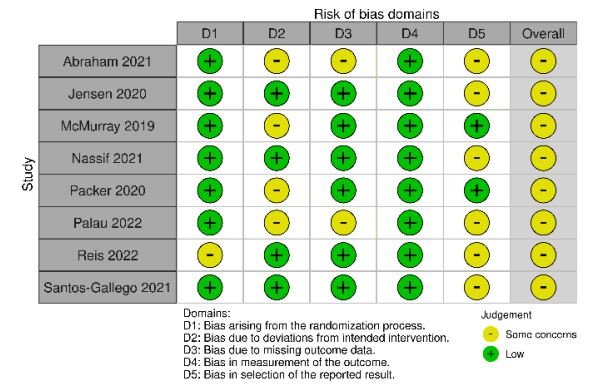 Risk of bias domains
D1 D2 D3 D4 D5 Overall
Study
Abraham 2021 + - - + - -
Jensen 2020 + + + + - -
McMurray 2019 + - + + + -
Nassif 2021 + + + + - -
Packer 2020 + - + + + -
Palau 2022 + - - + - -
Reis 2022 - + + + - -
Santos-Gallego 2021 + + + + - -
Domains:
D1: Bias arising from the randomization process.
D2: Bias due to deviations from intended intervention.
D3: Bias due to missing outcome data.
D4: Bias in measurement of the outcome.
D5: Bias in selection of the reported result.
Judgement
- Some concerns
+ Low